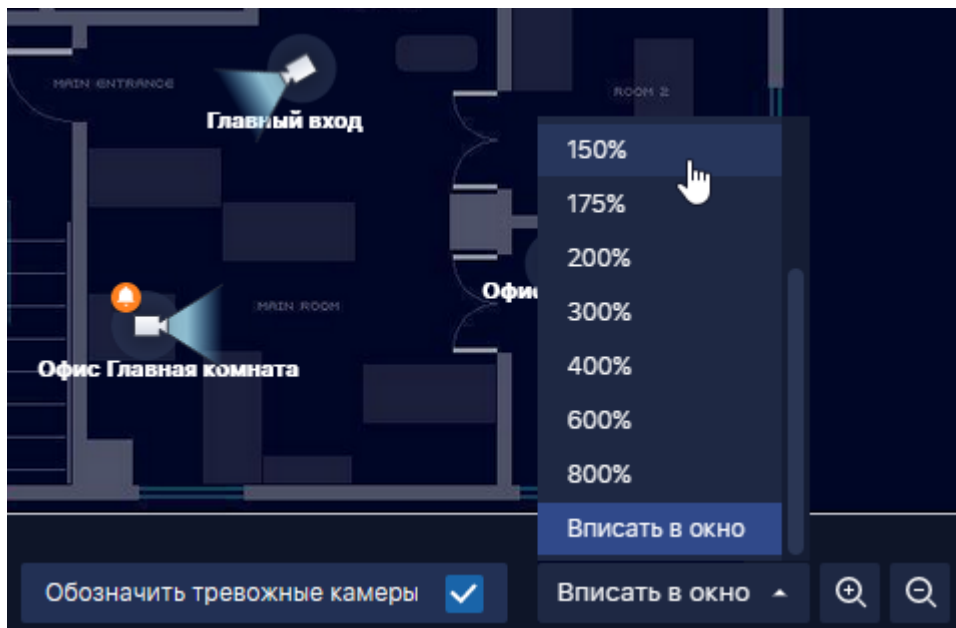 MAIN ENTRANCE
ROOM 2
Главный вход
150%
175%
200%
Офи
300%
MAIN ROOM
Офис Главная комната
400%
600%
800%
Вписать в окно
Обозначить тревожные камеры
Вписать в окно